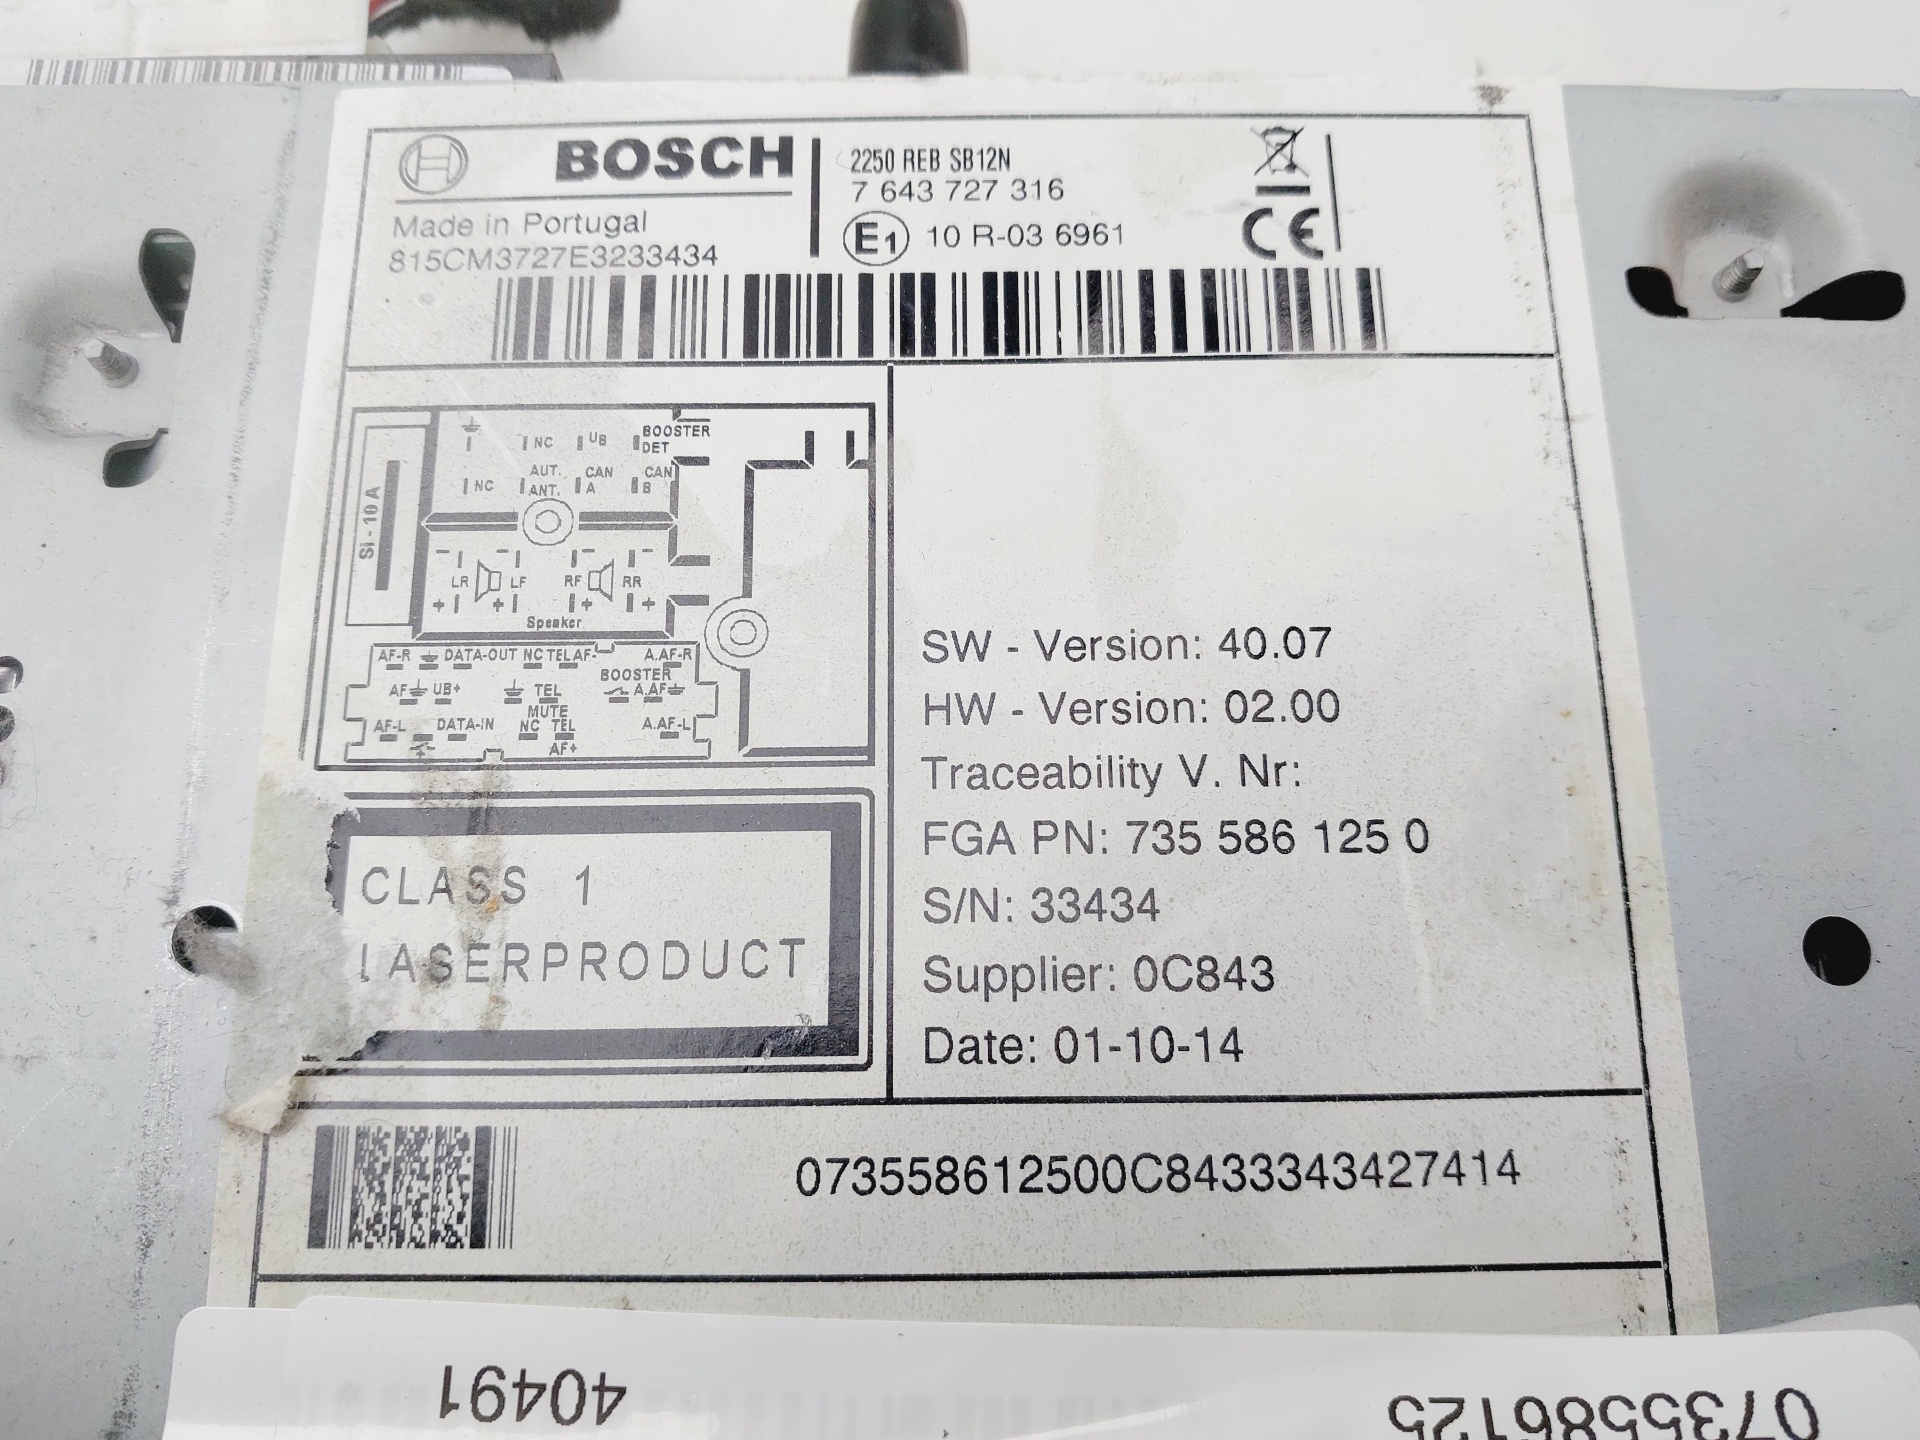 BOSCH
2250 REB SB12N
7 643 727 316
Made in Portugal
E1 10 R-03 6961
CE
815CM3727E3233434
NC UB BOOSTER DET
NC AUT. ANT. CAN A CAN B
SI - 10 A
- - - -
LR LF RF RR
+ + + +
Speaker
AF-R DATA-OUT NC TELAF- A.AF-R
BOOSTER
AF UB+ TEL MUTE A.AF
AF-L DATA-IN NC TEL AF+ A.AF-L
SW - Version: 40.07
HW - Version: 02.00
Traceability V. Nr:
FGA PN: 735 586 125 0
S/N: 33434
Supplier: 0C843
Date: 01-10-14
CLASS 1
LASERPRODUCT
073558612500C8433343427414
40491
0735586125